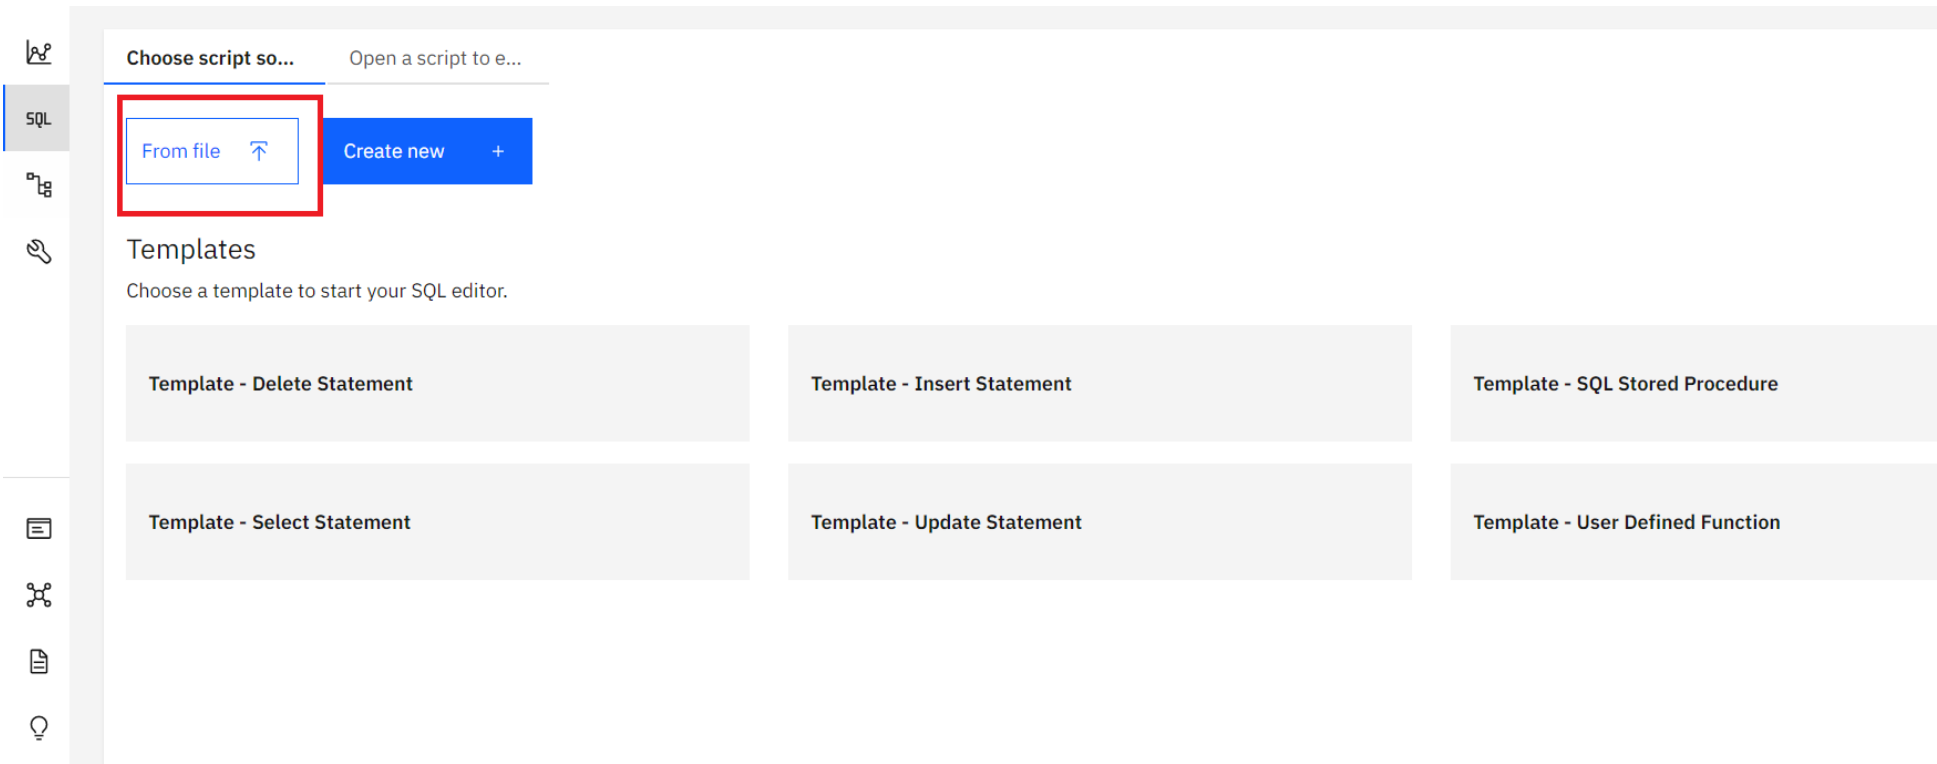 Choose script so...
Open a script to e...
SQL
From file
Create new +
Templates
Choose a template to start your SQL editor.
Template - Delete Statement
Template - Insert Statement
Template - SQL Stored Procedure
Template - Select Statement
Template - Update Statement
Template - User Defined Function